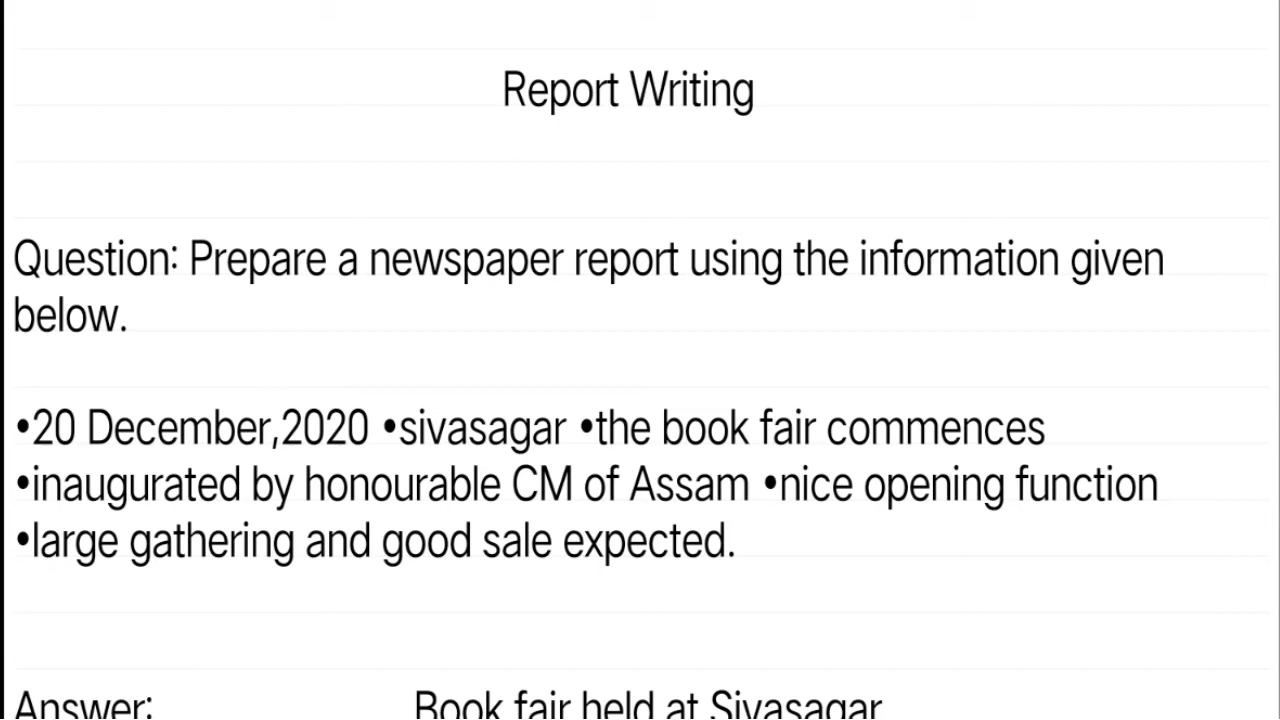 Report Writing
Question: Prepare a newspaper report using the information given
below.
•20 December,2020 •sivasagar •the book fair commences
•inaugurated by honourable CM of Assam •nice opening function
•large gathering and good sale expected.
Answer: Book fair held at Sivasagar